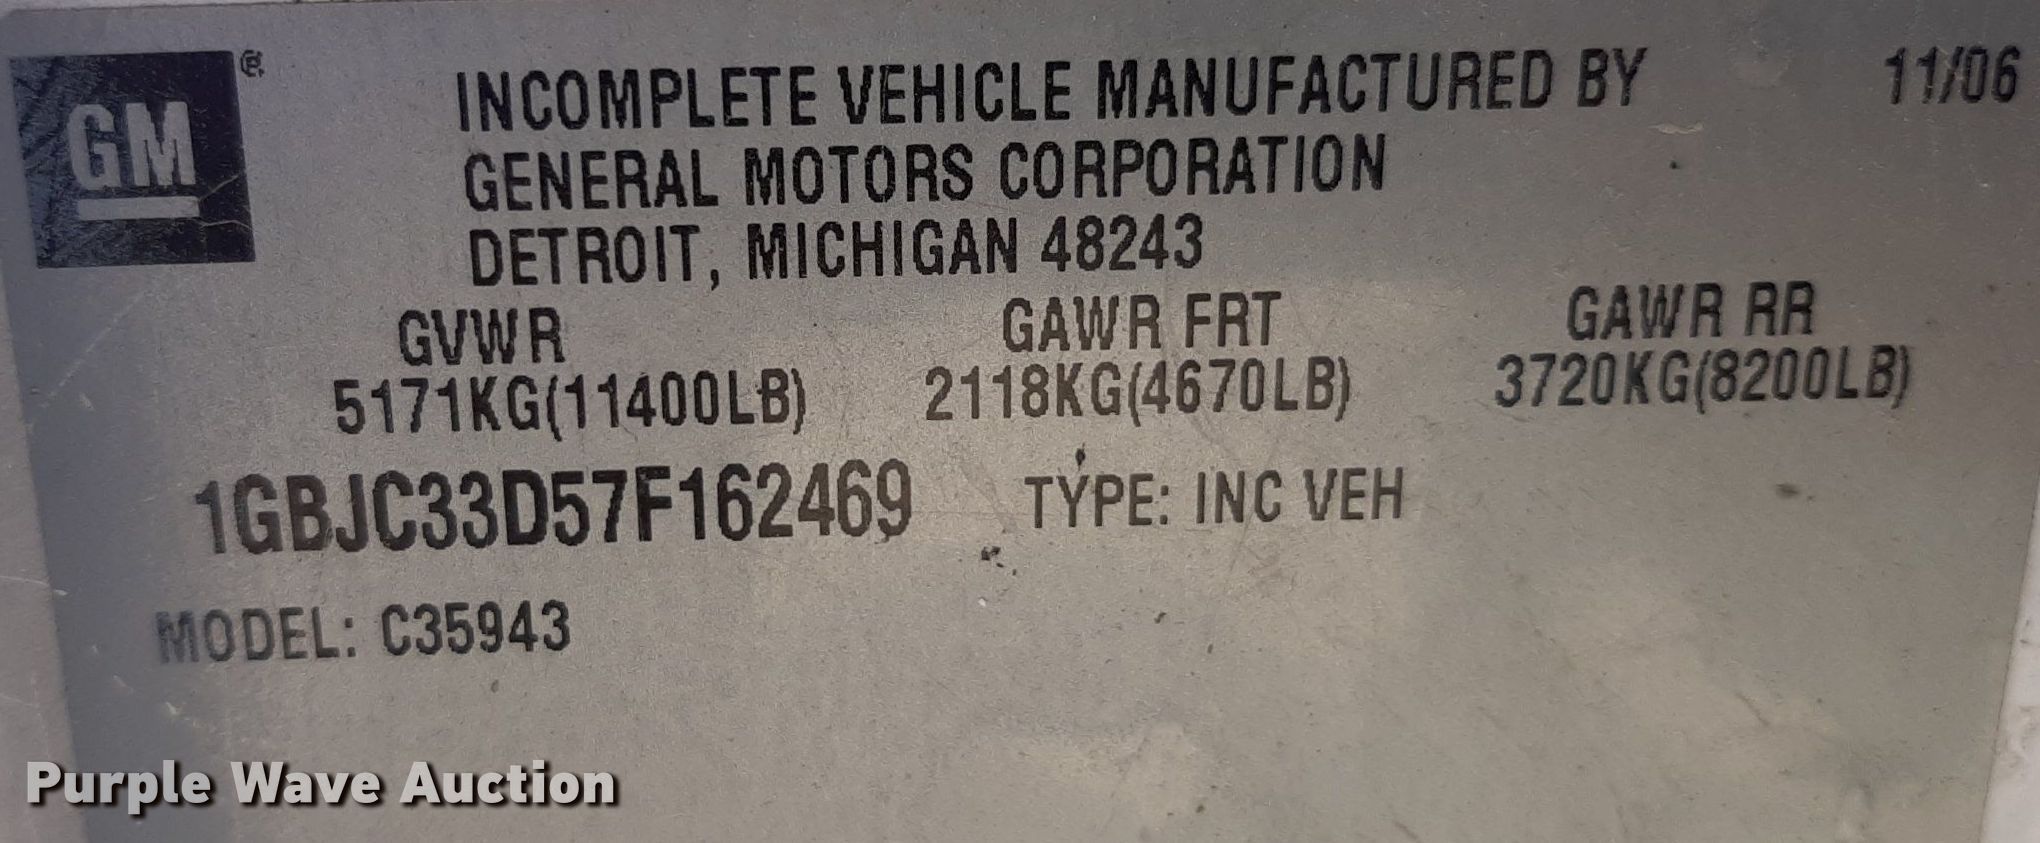 GM®
INCOMPLETE VEHICLE MANUFACTURED BY 11/06
GENERAL MOTORS CORPORATION
DETROIT, MICHIGAN 48243
GVWR GAWR FRT GAWR RR
5171KG(11400LB) 2118KG(4670LB) 3720KG(8200LB)
1GBJC33D57F162469 TYPE: INC VEH
MODEL: C35943
Purple Wave Auction